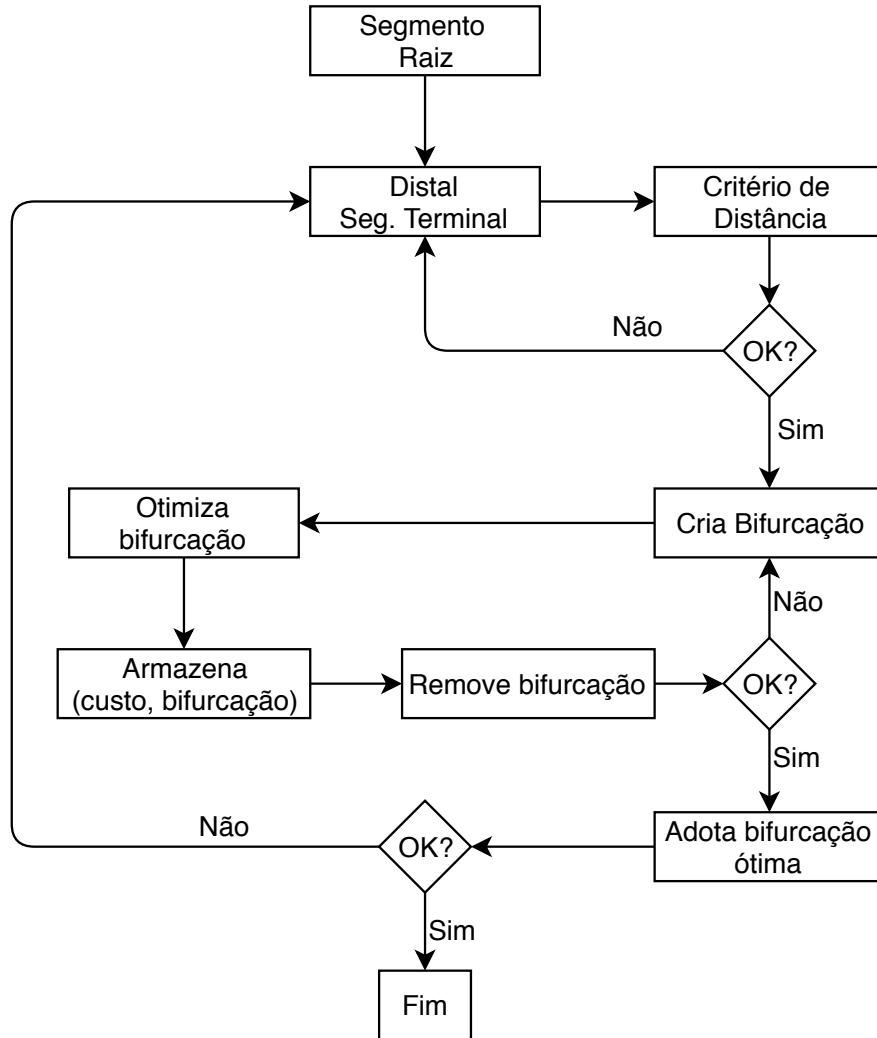 Segmento
Raiz
Distal
Seg. Terminal
Critério de
Distância
Não
OK?
Sim
Otimiza
bifurcação
Cria Bifurcação
Não
Armazena
(custo, bifurcação)
Remove bifurcação
OK?
Sim
Não
OK?
Adota bifurcação
ótima
Sim
Fim